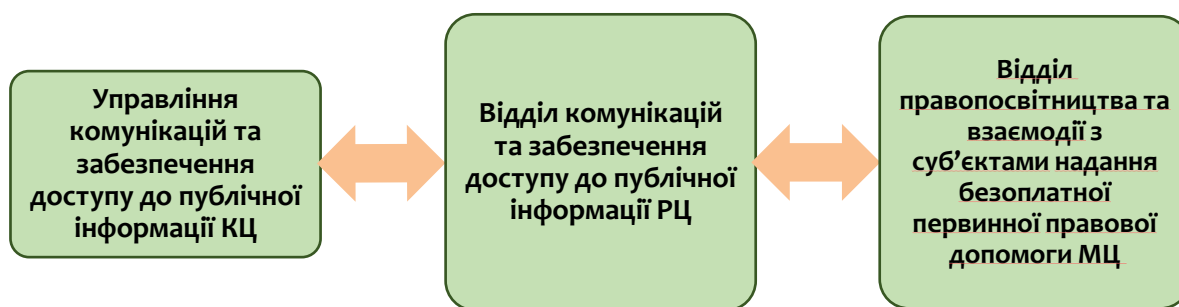 Управління
комунікацій та
забезпечення
доступу до публічної
інформації КЦ
Відділ комунікацій
та забезпечення
доступу до публічної
інформації РЦ
Відділ
правопосвітництва та
взаємодії з
суб’єктами надання
безоплатної
первинної правової
допомоги МЦ